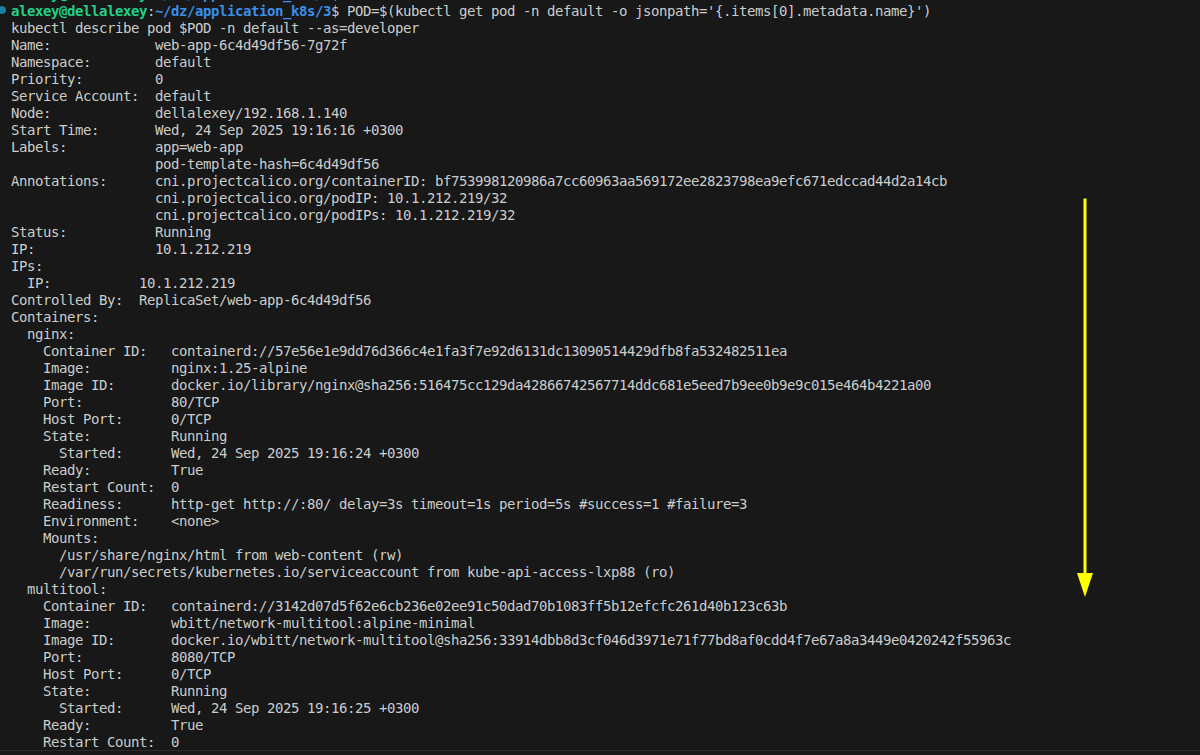 alexey@dellalexey:~/dz/application_k8s/3$ POD=$(kubectl get pod -n default -o jsonpath='{.items[0].metadata.name}')
kubectl describe pod $POD -n default --as=developer
Name:             web-app-6c4d49df56-7g72f
Namespace:        default
Priority:         0
Service Account:  default
Node:             dellalexey/192.168.1.140
Start Time:       Wed, 24 Sep 2025 19:16:16 +0300
Labels:           app=web-app
                  pod-template-hash=6c4d49df56
Annotations:      cni.projectcalico.org/containerID: bf753998120986a7cc60963aa569172ee2823798ea9efc671edccad44d2a14cb
                  cni.projectcalico.org/podIP: 10.1.212.219/32
                  cni.projectcalico.org/podIPs: 10.1.212.219/32
Status:           Running
IP:               10.1.212.219
IPs:
  IP:           10.1.212.219
Controlled By:  ReplicaSet/web-app-6c4d49df56
Containers:
  nginx:
    Container ID:   containerd://57e56e1e9dd76d366c4e1fa3f7e92d6131dc13090514429dfb8fa532482511ea
    Image:          nginx:1.25-alpine
    Image ID:       docker.io/library/nginx@sha256:516475cc129da42866742567714ddc681e5eed7b9ee0b9e9c015e464b4221a00
    Port:           80/TCP
    Host Port:      0/TCP
    State:          Running
      Started:      Wed, 24 Sep 2025 19:16:24 +0300
    Ready:          True
    Restart Count:  0
    Readiness:      http-get http://:80/ delay=3s timeout=1s period=5s #success=1 #failure=3
    Environment:    <none>
    Mounts:
      /usr/share/nginx/html from web-content (rw)
      /var/run/secrets/kubernetes.io/serviceaccount from kube-api-access-lxp88 (ro)
  multitool:
    Container ID:   containerd://3142d07d5f62e6cb236e02ee91c50dad70b1083ff5b12efcfc261d40b123c63b
    Image:          wbitt/network-multitool:alpine-minimal
    Image ID:       docker.io/wbitt/network-multitool@sha256:33914dbb8d3cf046d3971e71f77bd8af0cdd4f7e67a8a3449e0420242f55963c
    Port:           8080/TCP
    Host Port:      0/TCP
    State:          Running
      Started:      Wed, 24 Sep 2025 19:16:25 +0300
    Ready:          True
    Restart Count:  0